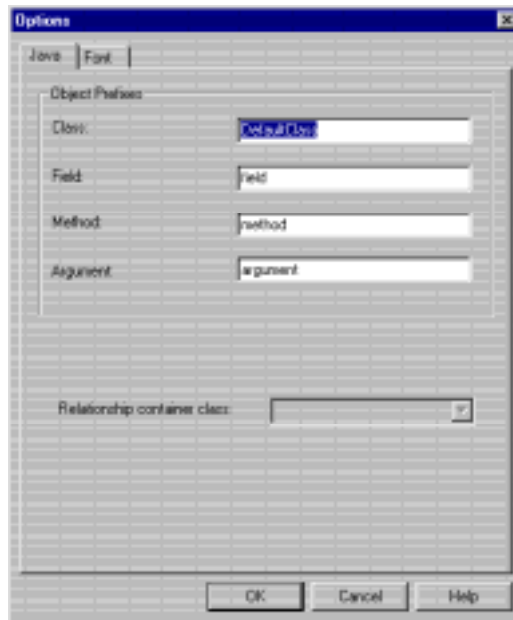 Options
Java Font
Object Prefixes
Class: DefaultClass
Field: field
Method: method
Argument: argument
Relationship container class:
OK Cancel Help